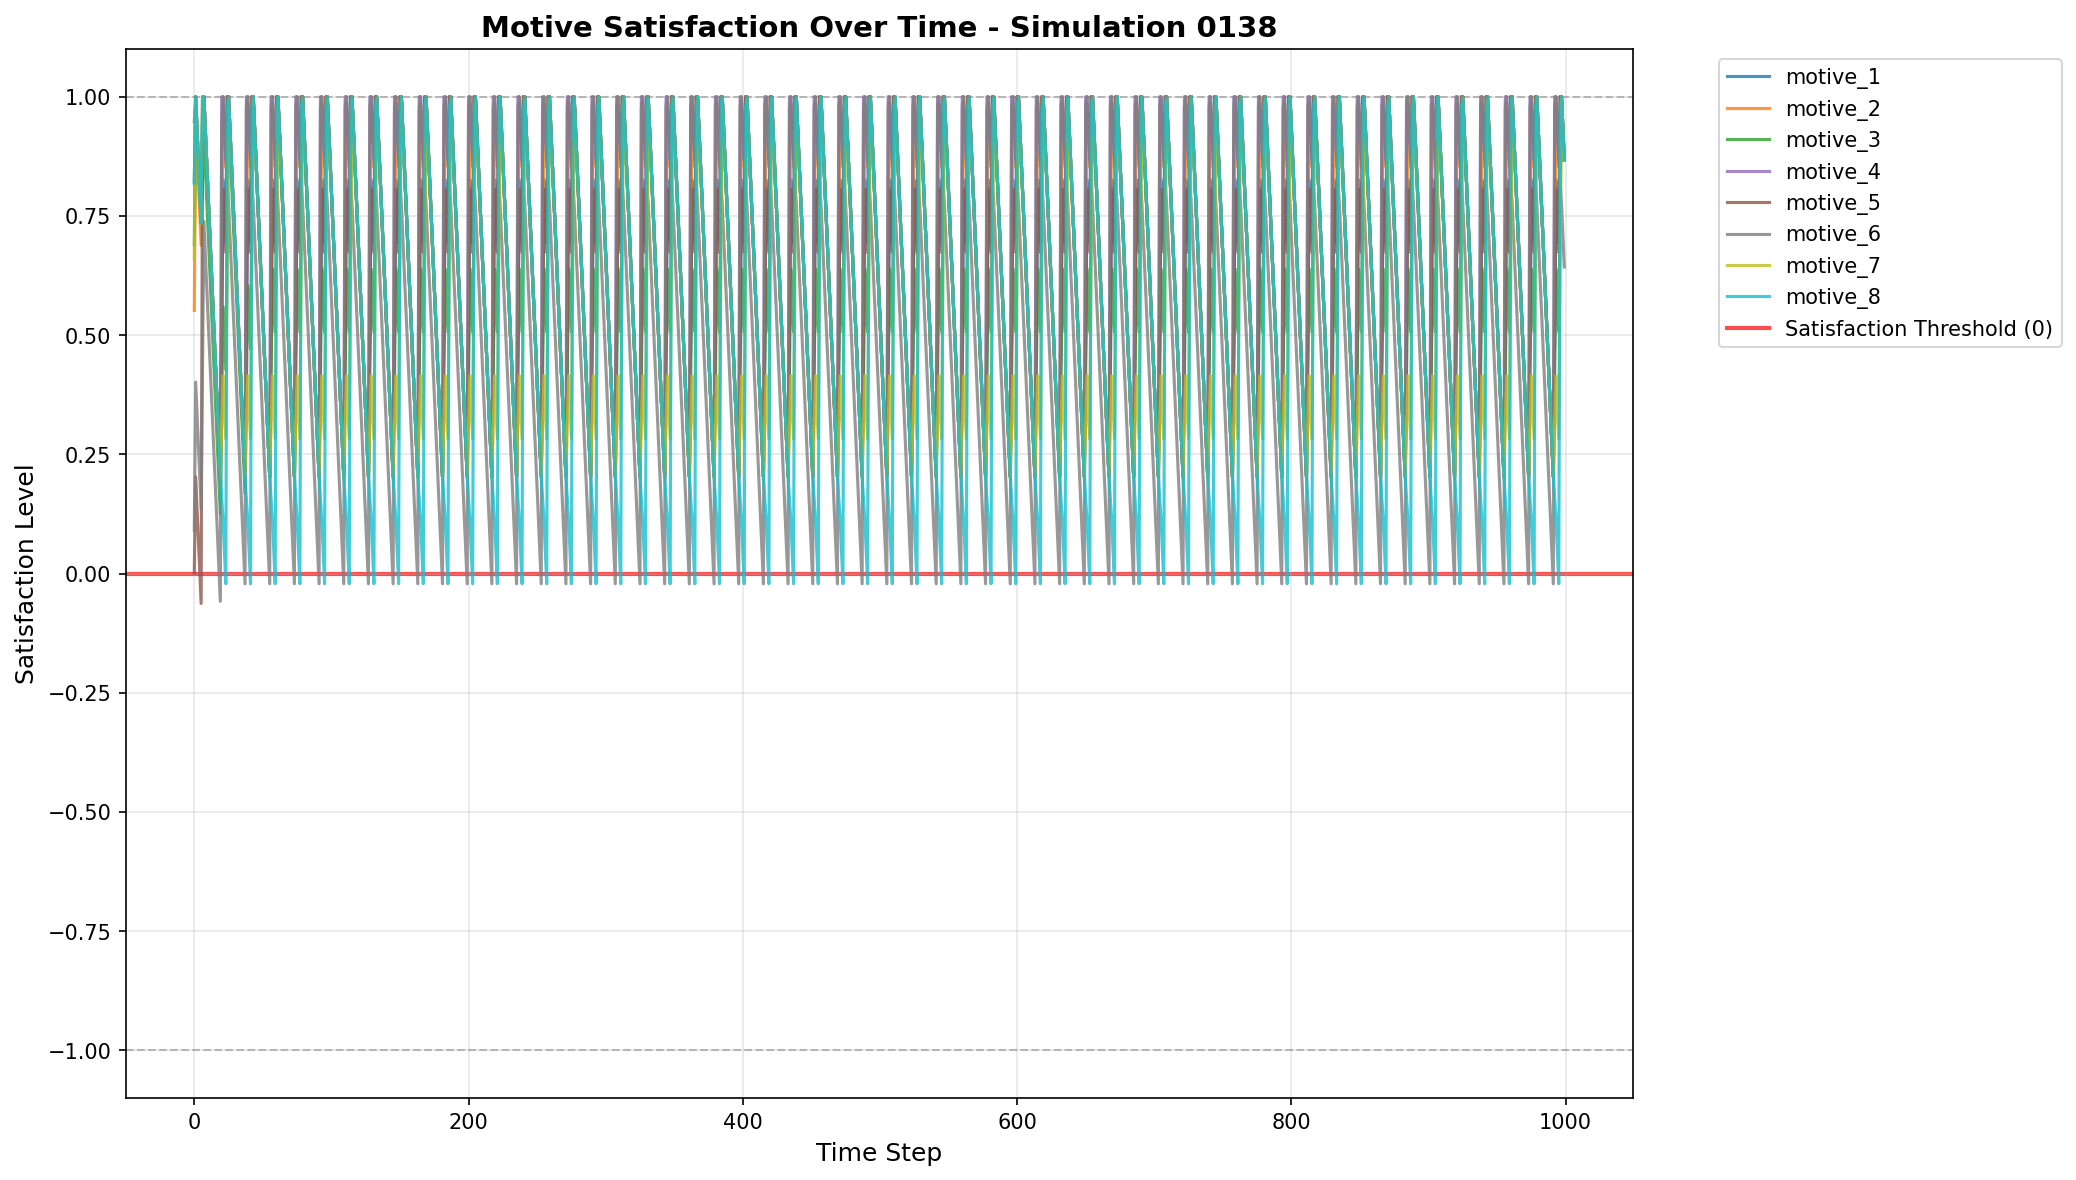 Motive Satisfaction Over Time - Simulation 0138
1.00
0.75
0.50
0.25
0.00
−0.25
−0.50
−0.75
−1.00
Satisfaction Level
0
200
400
600
800
1000
Time Step
motive_1
motive_2
motive_3
motive_4
motive_5
motive_6
motive_7
motive_8
Satisfaction Threshold (0)